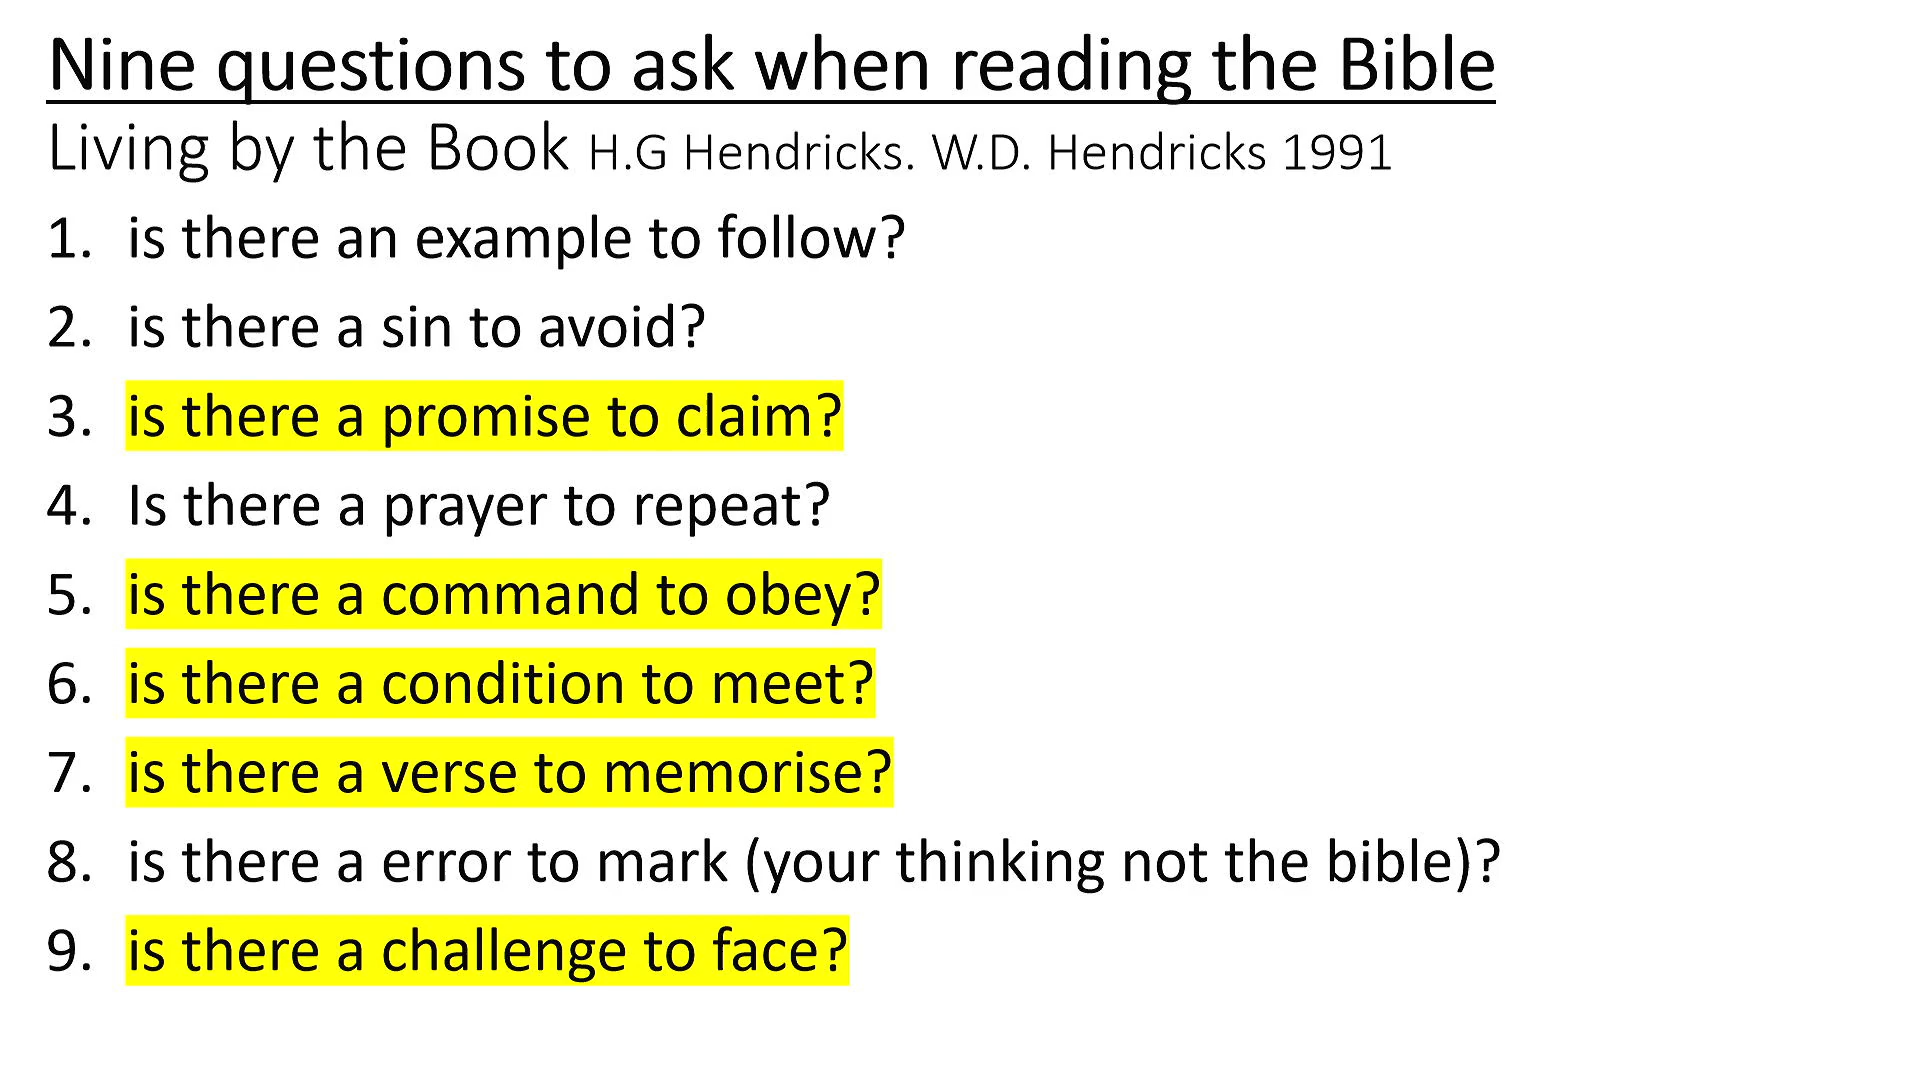 Nine questions to ask when reading the Bible
Living by the Book H.G Hendricks. W.D. Hendricks 1991
1. is there an example to follow?
2. is there a sin to avoid?
3. is there a promise to claim?
4. Is there a prayer to repeat?
5. is there a command to obey?
6. is there a condition to meet?
7. is there a verse to memorise?
8. is there a error to mark (your thinking not the bible)?
9. is there a challenge to face?